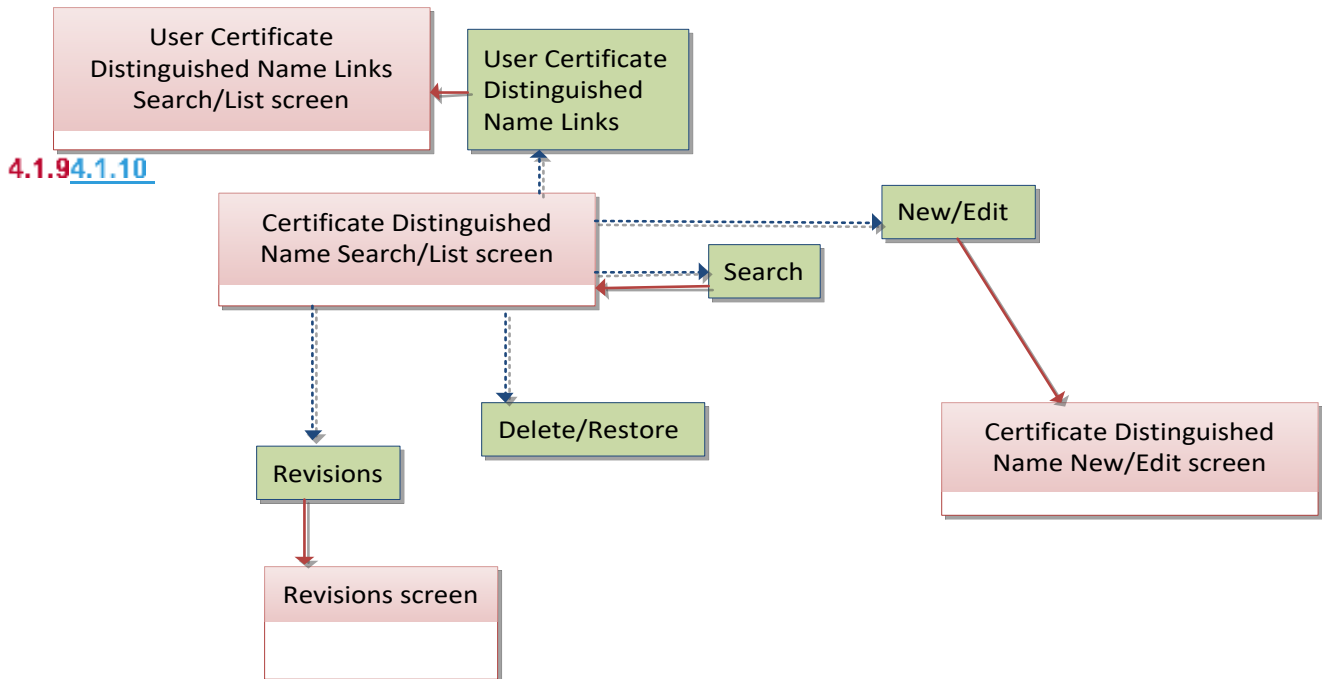 User Certificate
Distinguished Name Links
Search/List screen
User Certificate
Distinguished
Name Links
4.1.94.1.10
Certificate Distinguished
Name Search/List screen
New/Edit
Search
Delete/Restore
Certificate Distinguished
Name New/Edit screen
Revisions
Revisions screen